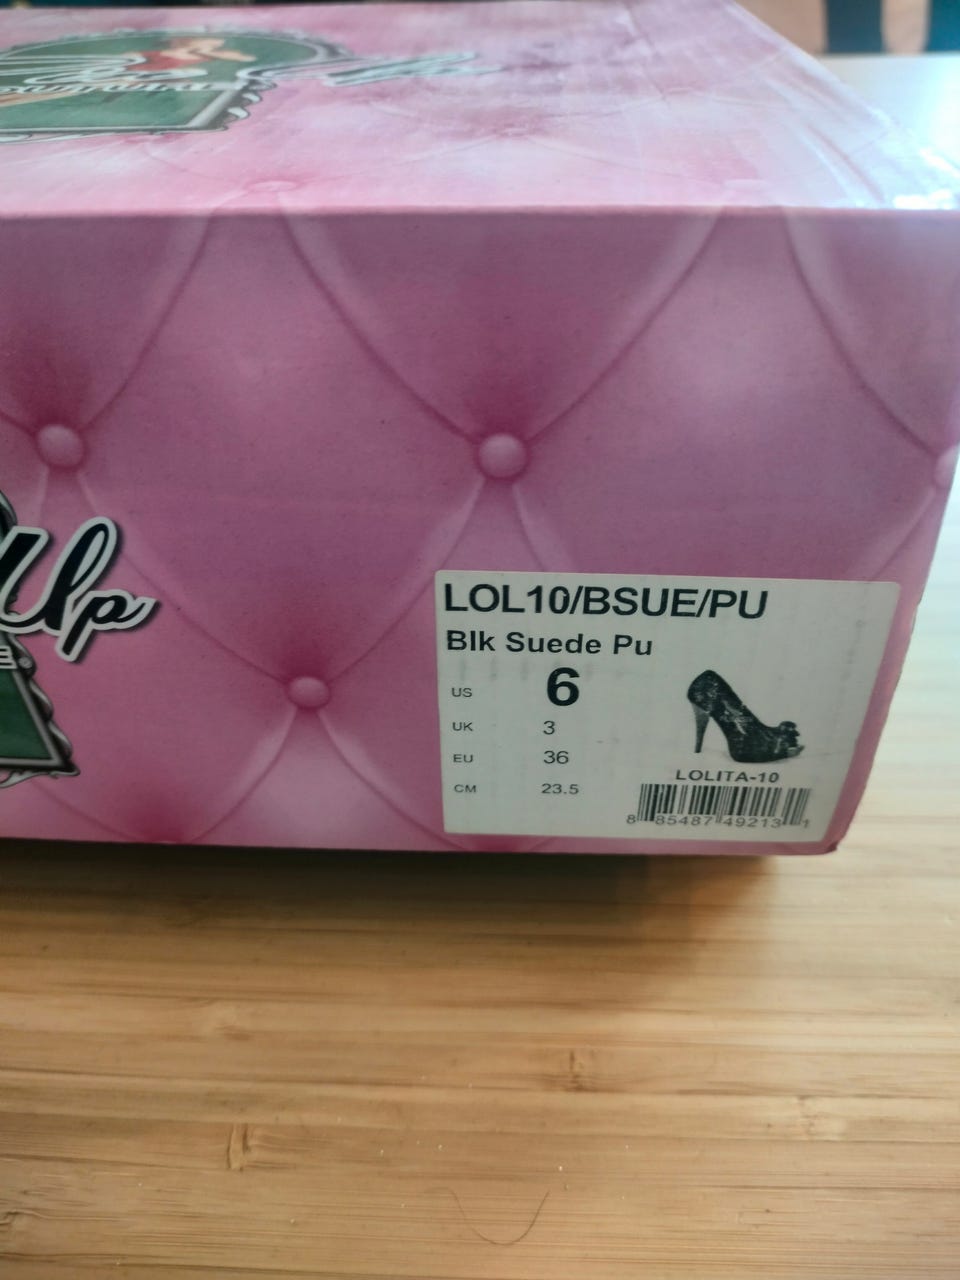 Up
Up
LOL10/BSUE/PU
Blk Suede Pu
US 6
UK 3
EU 36
CM 23.5
LOLITA-10
8 85487 49213 1